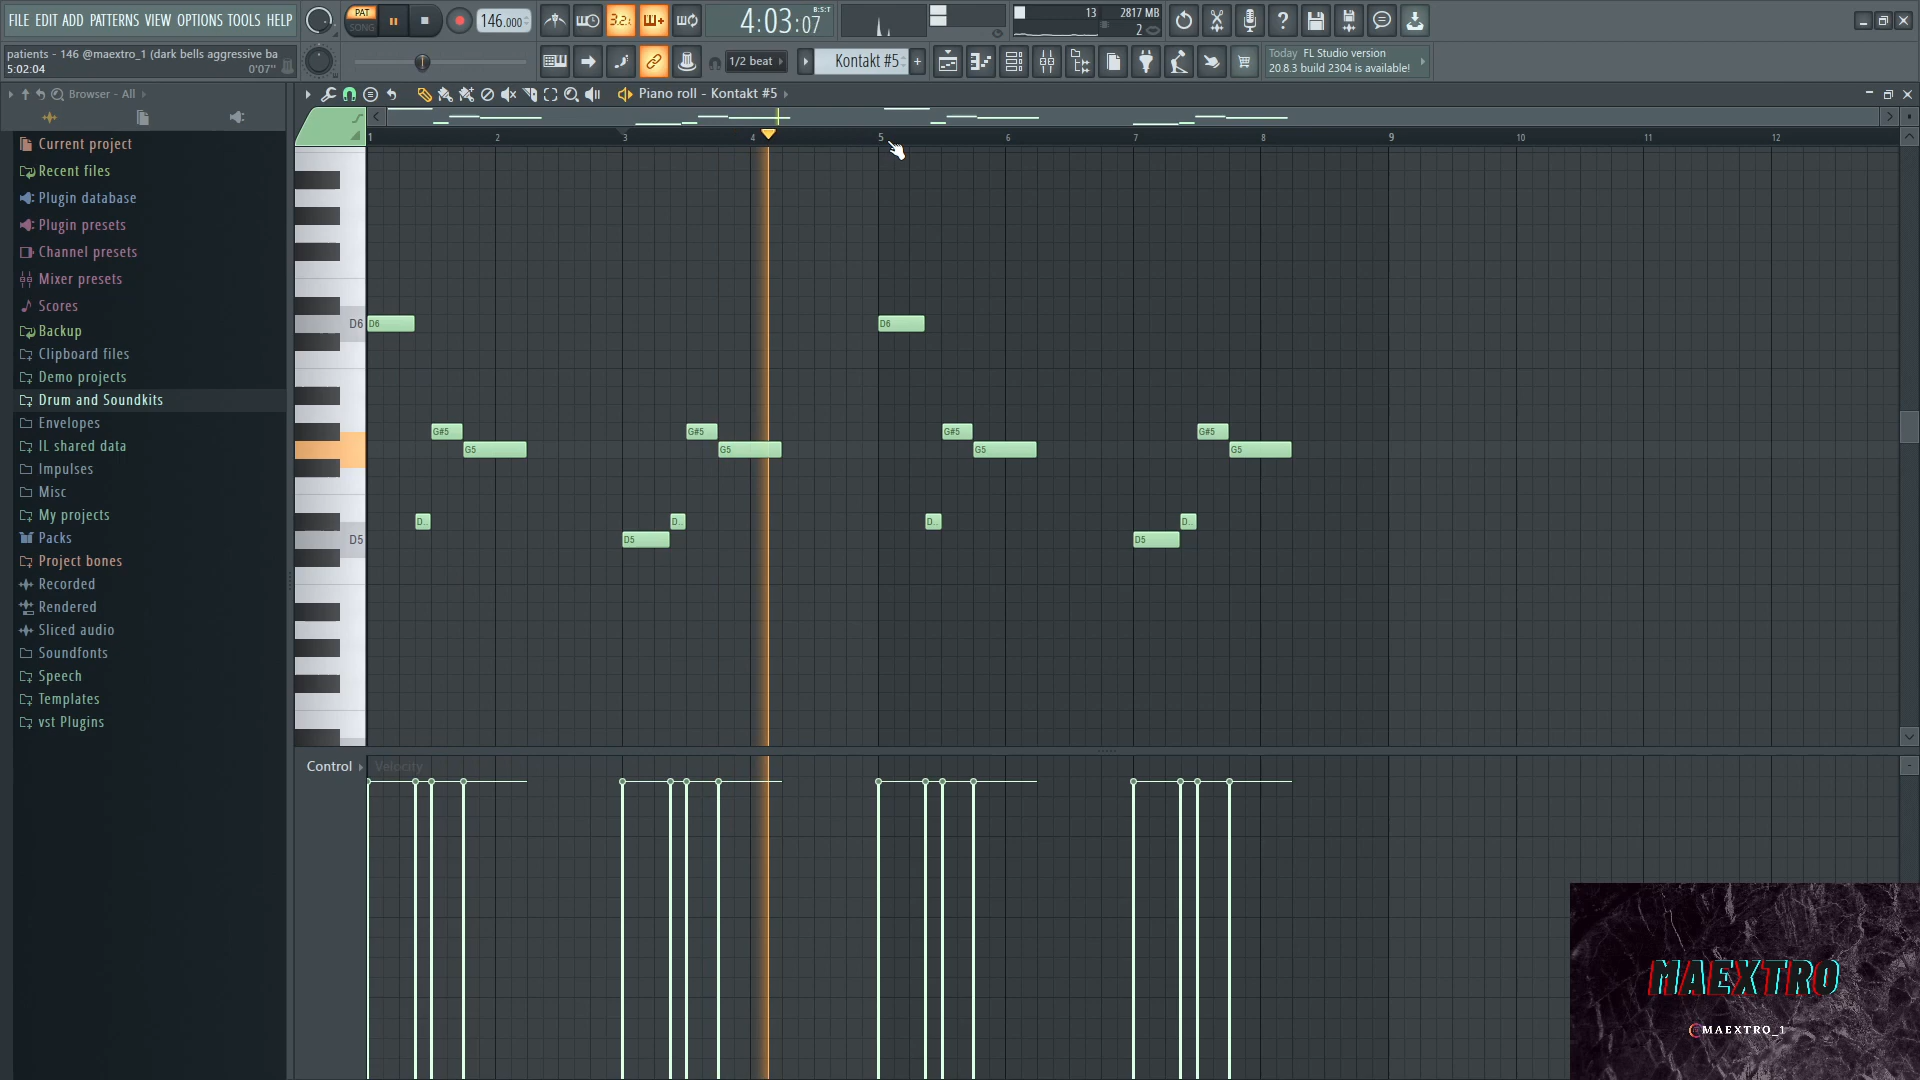 FILE EDIT ADD PATTERNS VIEW OPTIONS TOOLS HELP
PAT
SONG
146.000
3.2.
4:03:07
B:S:T
13
2817 MB
2
patients - 146 @maextro_1 (dark bells aggressive ba
5:02:04
0'07"
1/2 beat
Kontakt #5
Today FL Studio version
20.8.3 build 2304 is available!
Browser - All
Piano roll - Kontakt #5
Current project
Recent files
Plugin database
Plugin presets
Channel presets
Mixer presets
Scores
Backup
Clipboard files
Demo projects
Drum and Soundkits
Envelopes
IL shared data
Impulses
Misc
My projects
Packs
Project bones
Recorded
Rendered
Sliced audio
Soundfonts
Speech
Templates
vst Plugins
1 2 3 4 5 6 7 8 9 10 11 12
D6 D6 D6
G#5 G#5 G#5 G#5
G5 G5 G5 G5
D.. D.. D.. D..
D5 D5 D5
Control
Velocity
MAEXTRO
MAEXTRO_1